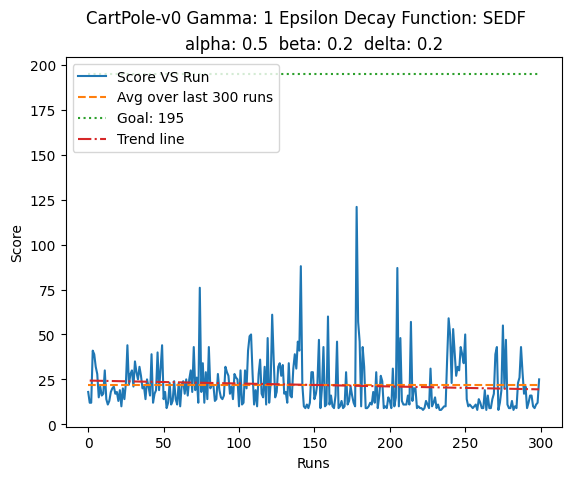 CartPole-v0 Gamma: 1 Epsilon Decay Function: SEDF
alpha: 0.5 beta: 0.2 delta: 0.2
Score VS Run
Avg over last 300 runs
Goal: 195
Trend line
200
175
150
125
100
75
50
25
0
Score
0
50
100
150
200
250
300
Runs